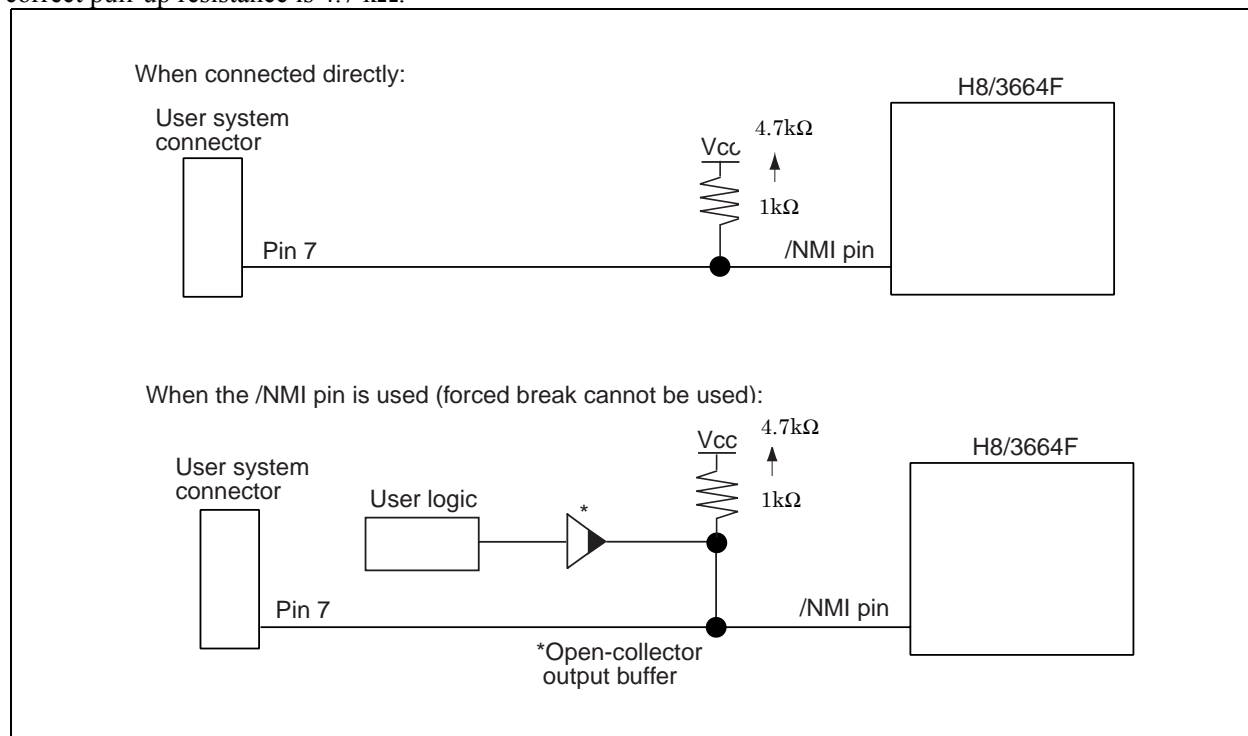 correct pull-up resistance is 4.7 kΩ.
When connected directly:
H8/3664F
User system
connector
4.7kΩ
Vcc
1kΩ
Pin 7
/NMI pin
When the /NMI pin is used (forced break cannot be used):
4.7kΩ
Vcc
H8/3664F
User system
connector
User logic
*
1kΩ
Pin 7
/NMI pin
*Open-collector
output buffer